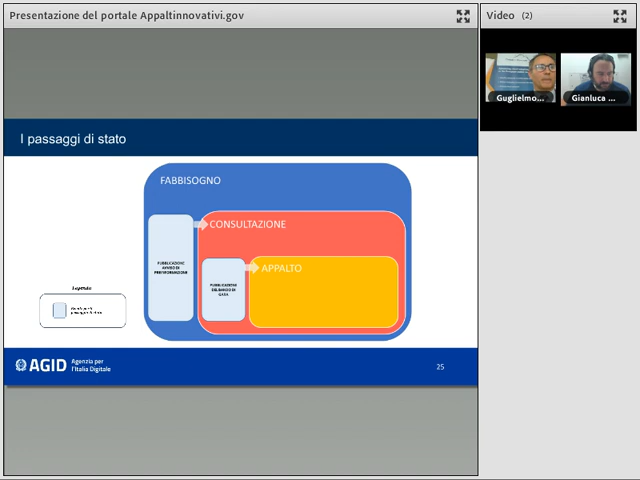 Presentazione del portale Appaltinnovativi.gov
Video (2)
Guglielmo...
Gianluca ...
I passaggi di stato
FABBISOGNO
CONSULTAZIONE
PUBBLICAZIONE
AVVISO DI
PREINFORMAZIONE
APPALTO
PUBBLICAZIONE
DEL BANDO DI
GARA
Legenda
AGID
Agenzia per
l'Italia Digitale
25